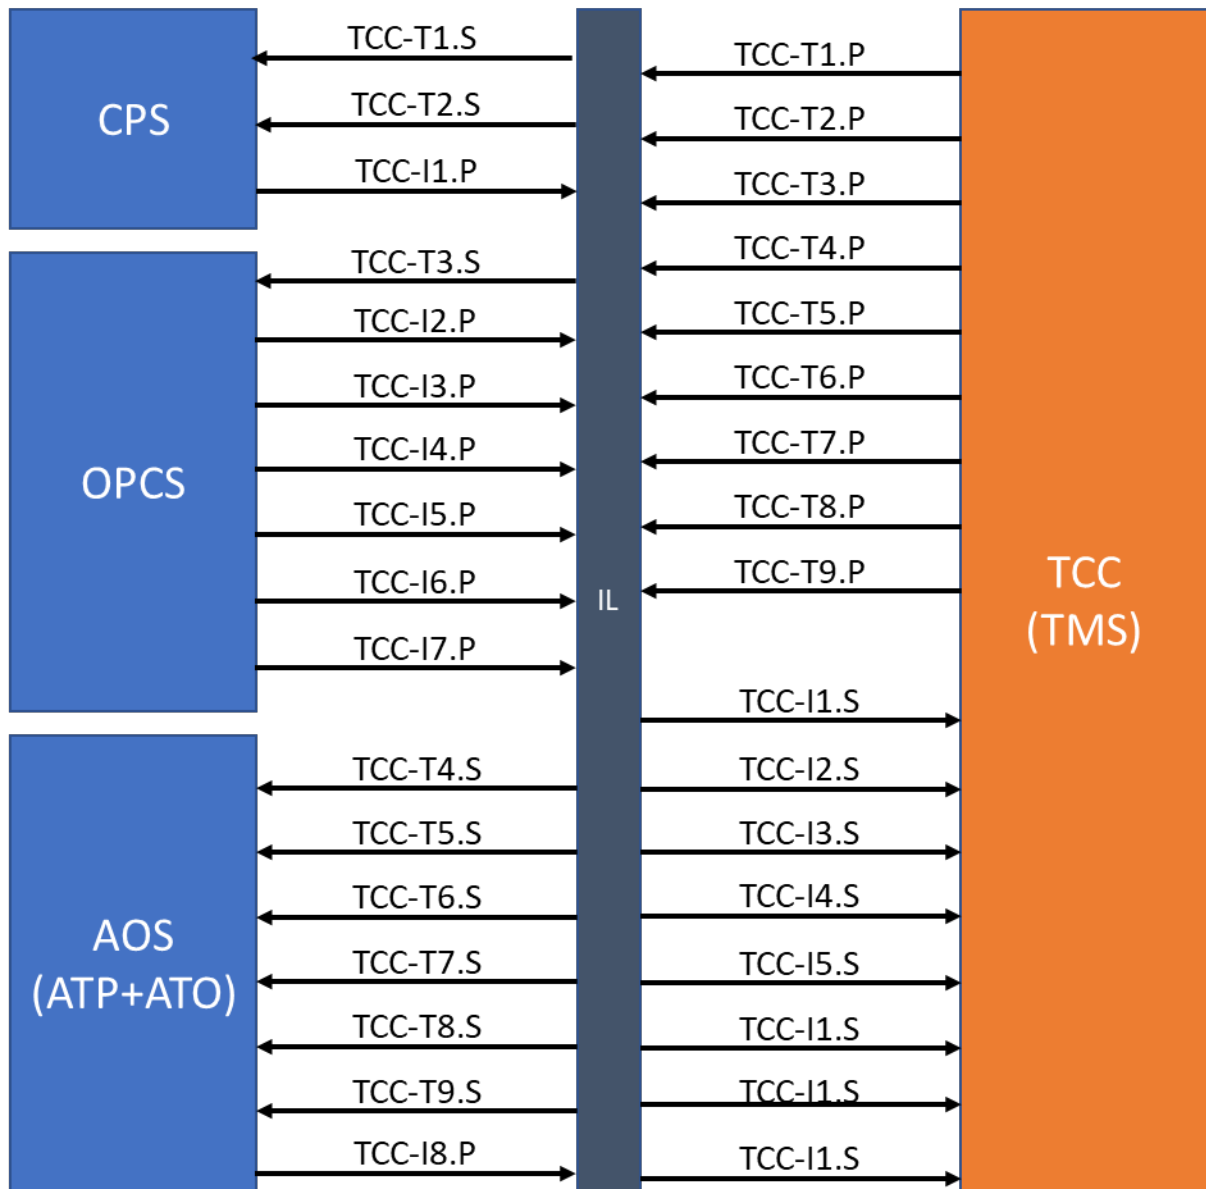 CPS
TCC-T1.S
TCC-T2.S
TCC-I1.P
OPCS
TCC-T3.S
TCC-I2.P
TCC-I3.P
TCC-I4.P
TCC-I5.P
TCC-I6.P
TCC-I7.P
AOS
(ATP+ATO)
TCC-T4.S
TCC-T5.S
TCC-T6.S
TCC-T7.S
TCC-T8.S
TCC-T9.S
TCC-I8.P
IL
TCC-T1.P
TCC-T2.P
TCC-T3.P
TCC-T4.P
TCC-T5.P
TCC-T6.P
TCC-T7.P
TCC-T8.P
TCC-T9.P
TCC-I1.S
TCC-I2.S
TCC-I3.S
TCC-I4.S
TCC-I5.S
TCC-I1.S
TCC-I1.S
TCC-I1.S
TCC
(TMS)